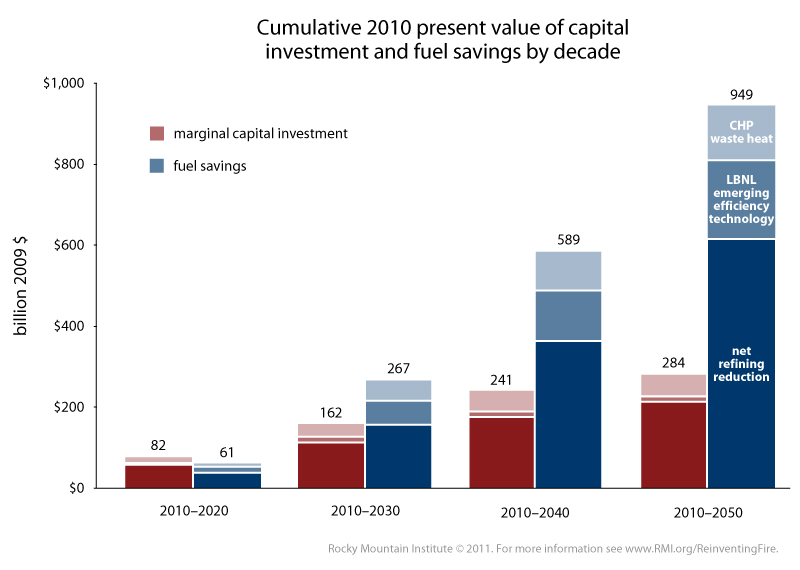 Cumulative 2010 present value of capital
investment and fuel savings by decade
$1,000
$800
$600
$400
$200
$0
billion 2009 $
marginal capital investment
fuel savings
82
61
162
267
241
589
284
949
CHP
waste heat
LBNL
emerging
efficiency
technology
net
refining
reduction
2010–2020
2010–2030
2010–2040
2010–2050
Rocky Mountain Institute © 2011. For more information see www.RMI.org/ReinventingFire.